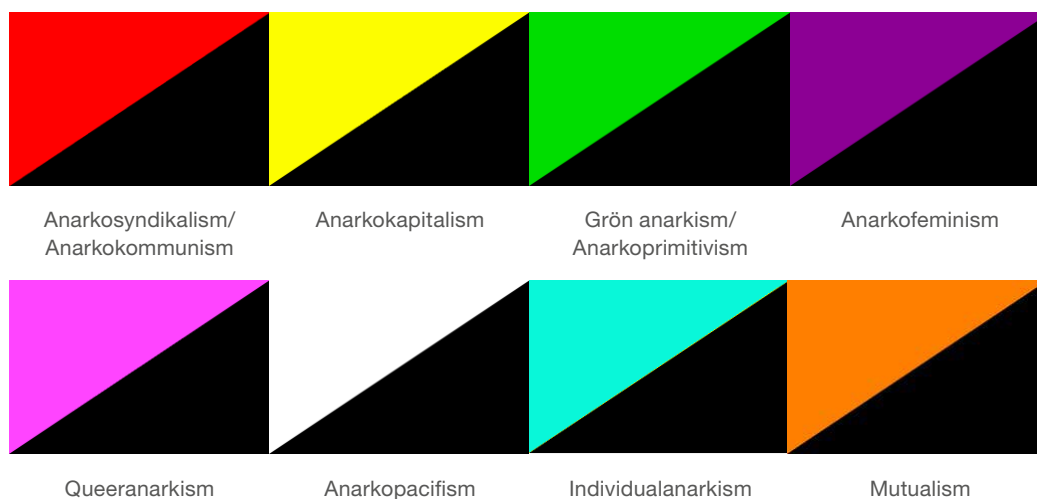 Anarkosyndikalism/
Anarkokommunism
Anarkokapitalism
Grön anarkism/
Anarkoprimitivism
Anarkofeminism
Queeranarkism
Anarkopacifism
Individualanarkism
Mutualism